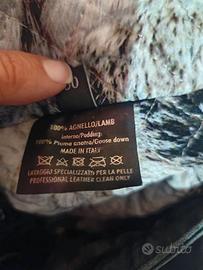 50
100% AGNELLO/LAMB
Interno/Padding:
100% Piume Anatra/Goose down
MADE IN ITALY
LAVAGGIO SPECIALIZZATO PER LA PELLE
PROFESSIONAL LEATHER CLEAN ONLY
subito